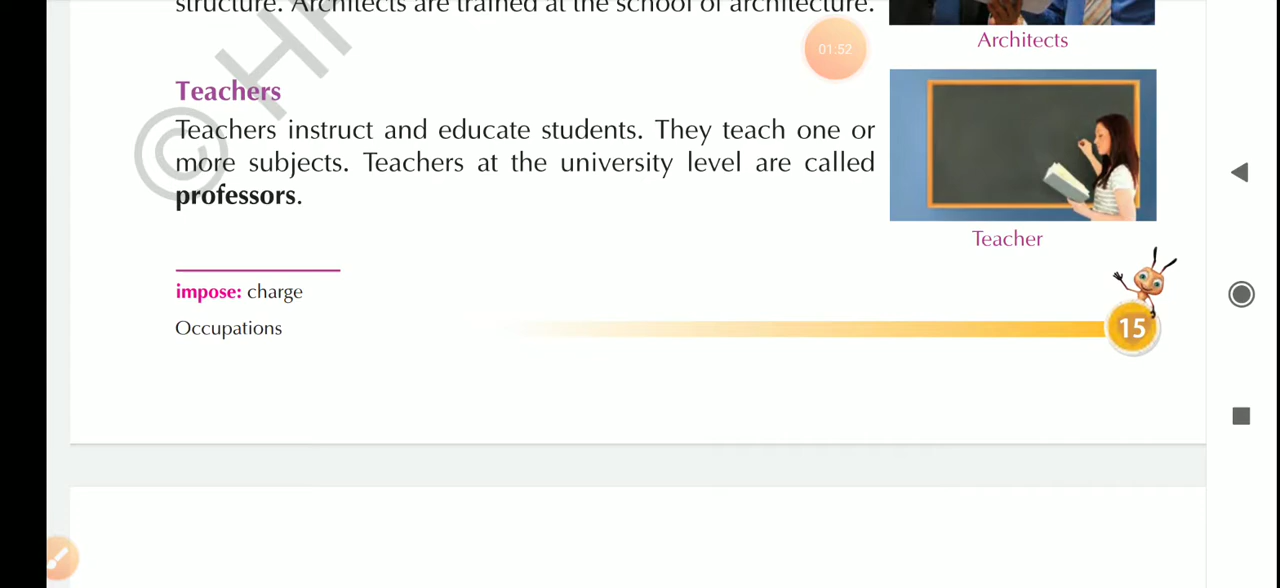 structure. Architects are trained at the school of architecture.
Architects
01:52
Teachers
Teachers instruct and educate students. They teach one or
more subjects. Teachers at the university level are called
professors.
Teacher
impose: charge
Occupations
15